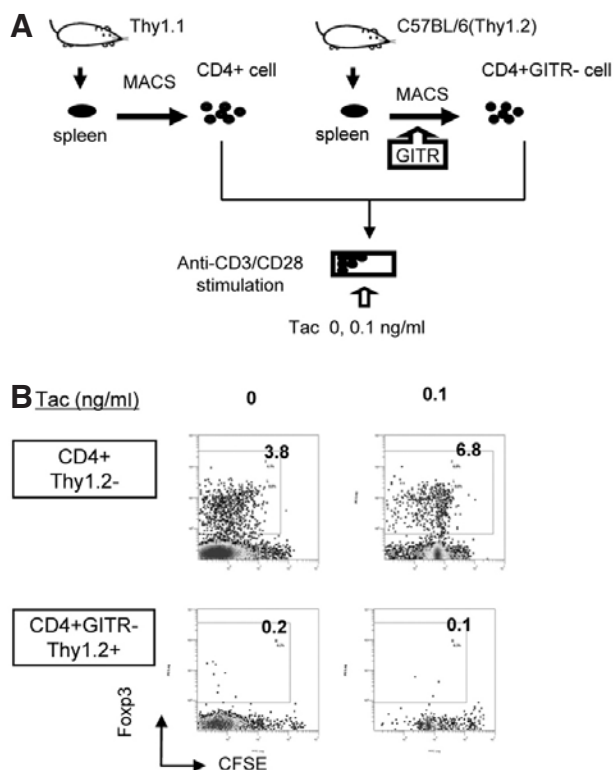 A
Thy1.1
C57BL/6(Thy1.2)
MACS
CD4+ cell
spleen
MACS
CD4+GITR- cell
spleen
GITR
Anti-CD3/CD28
stimulation
Tac 0, 0.1 ng/ml
B
Tac (ng/ml)
0
0.1
CD4+
Thy1.2-
3.8
6.8
CD4+GITR-
Thy1.2+
0.2
0.1
Foxp3
CFSE